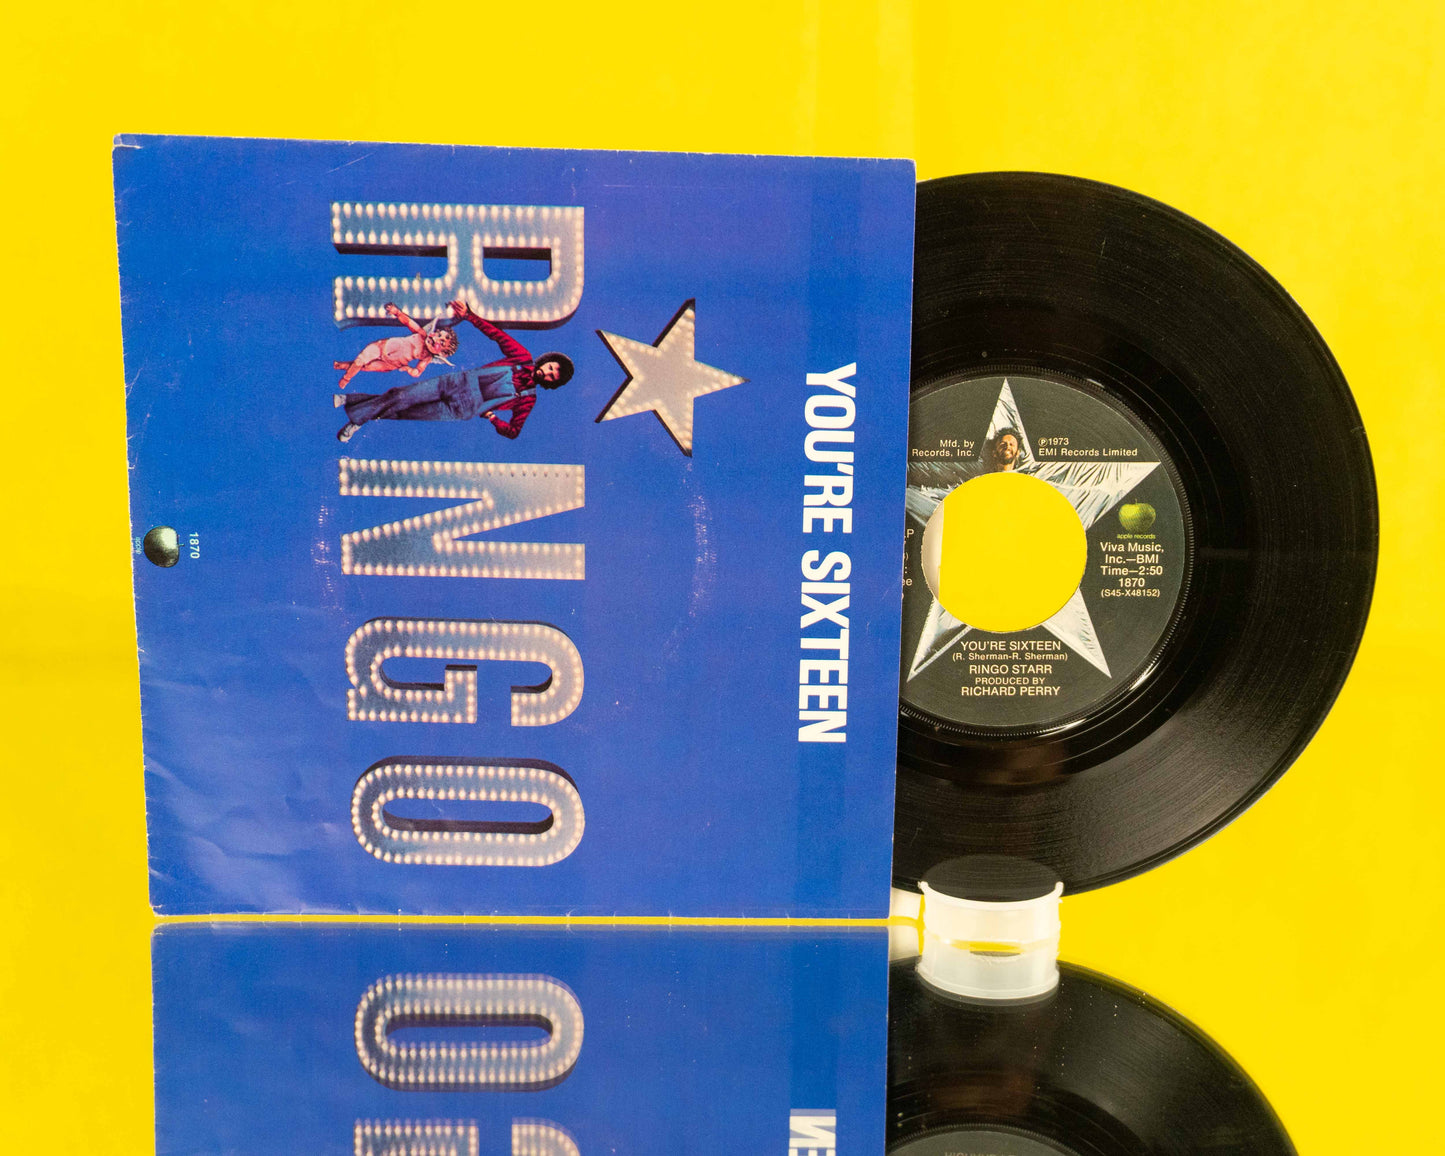 YOU'RE SIXTEEN
RINGO
1870
apple
Mfd. by
Records, Inc.
℗1973
EMI Records Limited
apple records
Viva Music,
Inc.—BMI
Time—2:50
1870
(S45-X48152)
YOU'RE SIXTEEN
(R. Sherman-R. Sherman)
RINGO STARR
PRODUCED BY
RICHARD PERRY